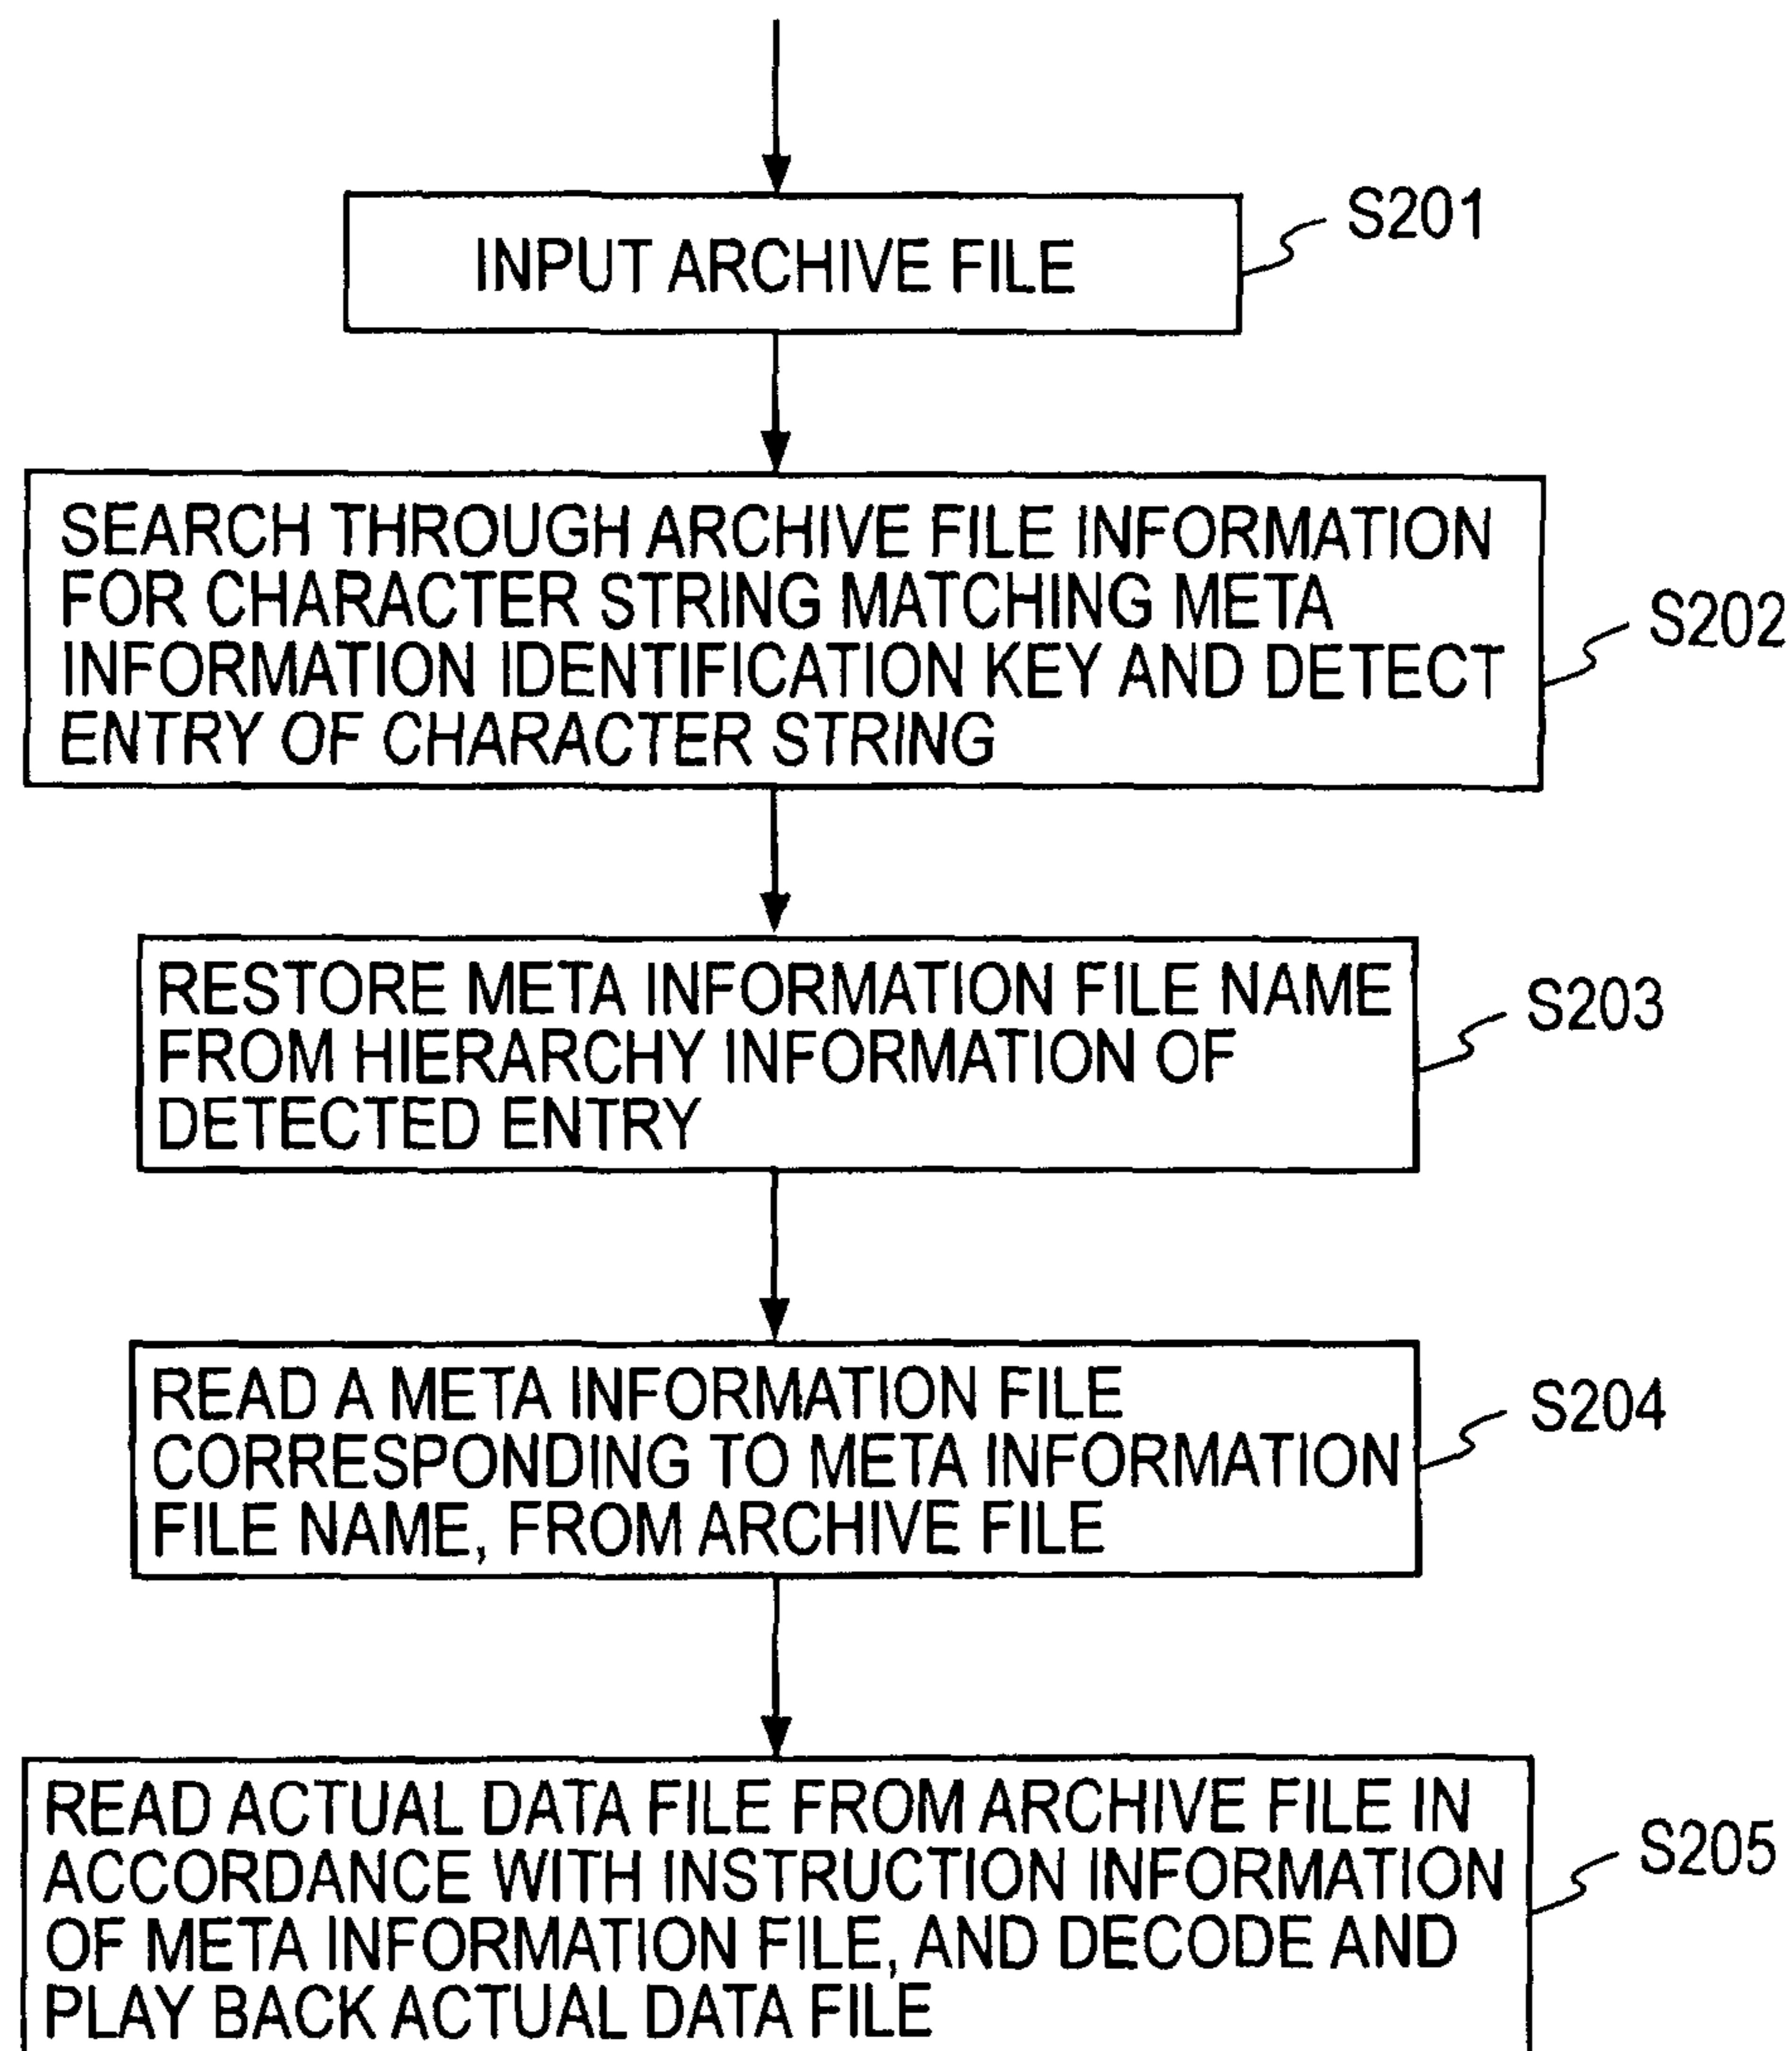 INPUT ARCHIVE FILE
S201
SEARCH THROUGH ARCHIVE FILE INFORMATION
FOR CHARACTER STRING MATCHING META
INFORMATION IDENTIFICATION KEY AND DETECT
ENTRY OF CHARACTER STRING
S202
RESTORE META INFORMATION FILE NAME
FROM HIERARCHY INFORMATION OF
DETECTED ENTRY
S203
READ A META INFORMATION FILE
CORRESPONDING TO META INFORMATION
FILE NAME, FROM ARCHIVE FILE
S204
READ ACTUAL DATA FILE FROM ARCHIVE FILE IN
ACCORDANCE WITH INSTRUCTION INFORMATION
OF META INFORMATION FILE, AND DECODE AND
PLAY BACK ACTUAL DATA FILE
S205